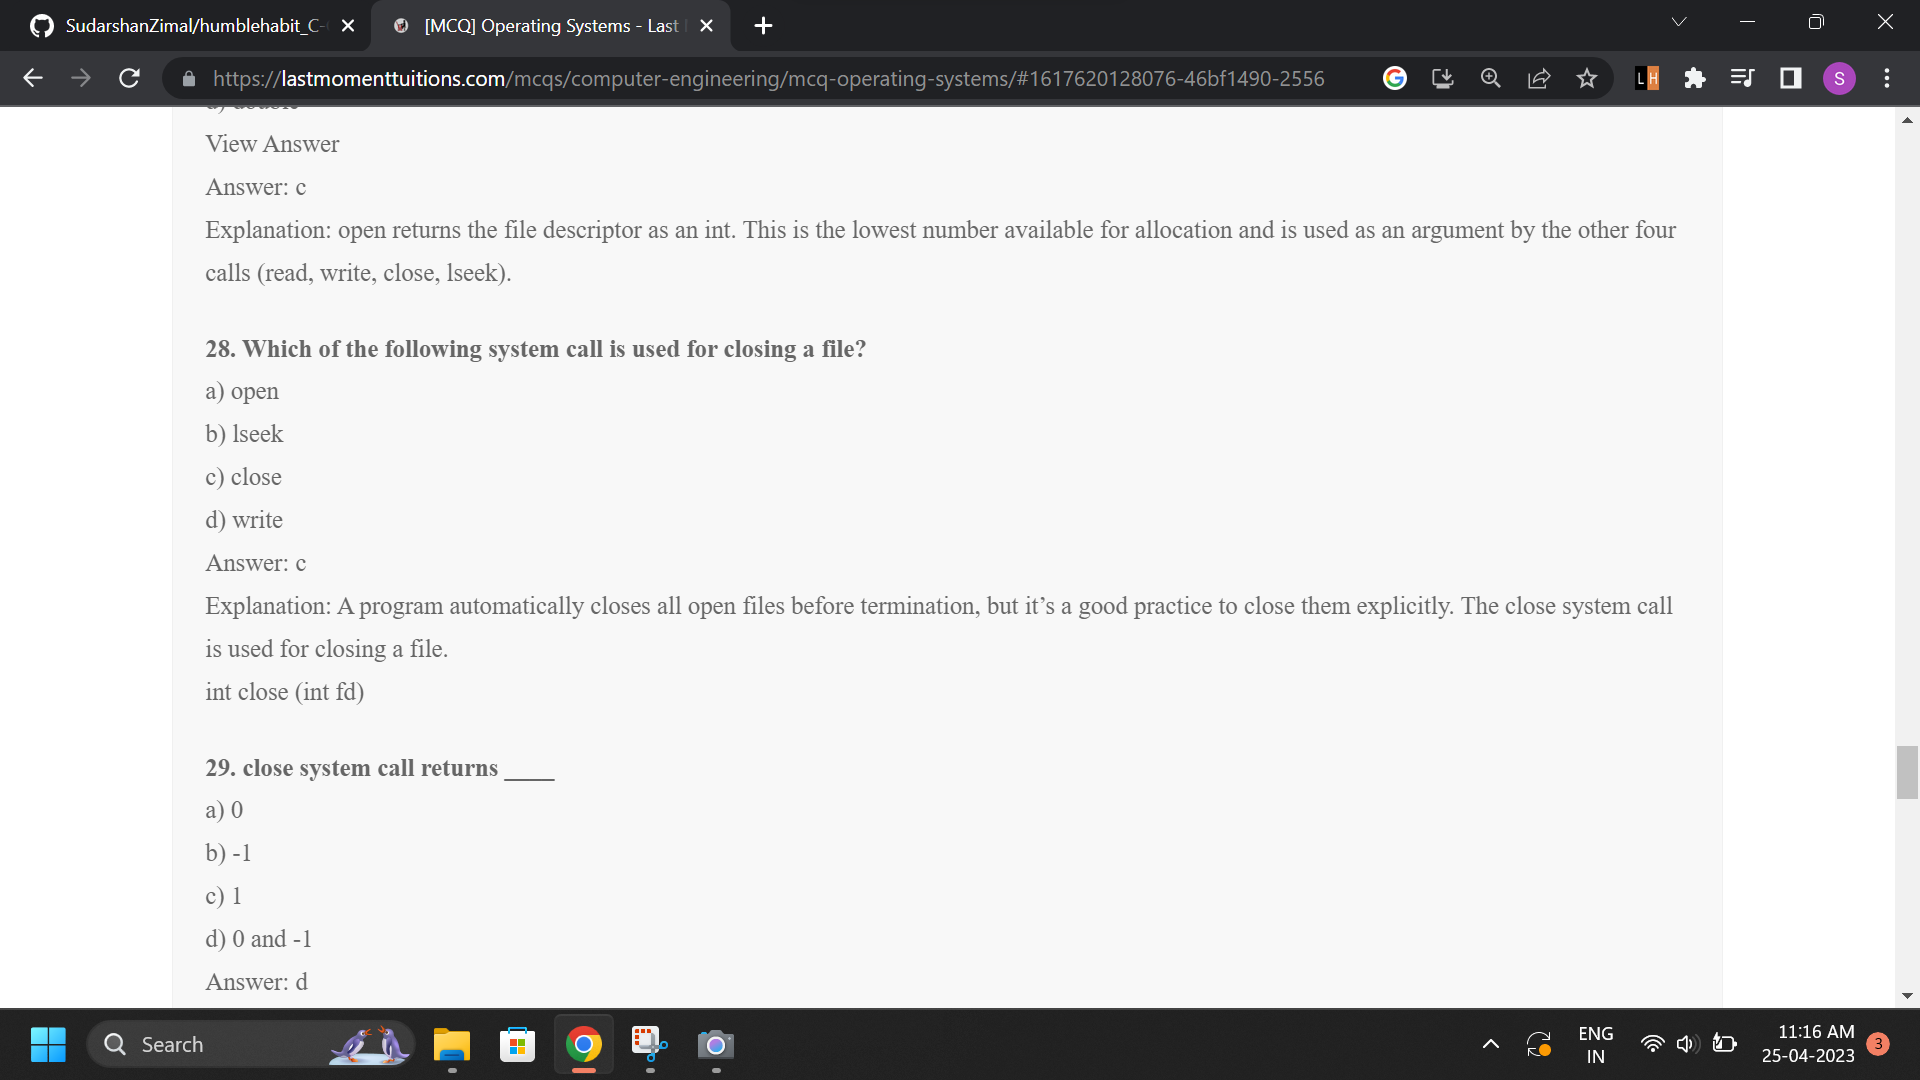 SudarshanZimal/humblehabit_C-
[MCQ] Operating Systems - Last
https://lastmomenttuitions.com/mcqs/computer-engineering/mcq-operating-systems/#1617620128076-46bf1490-2556
LH
S
View Answer
Answer: c
Explanation: open returns the file descriptor as an int. This is the lowest number available for allocation and is used as an argument by the other four
calls (read, write, close, lseek).
28. Which of the following system call is used for closing a file?
a) open
b) lseek
c) close
d) write
Answer: c
Explanation: A program automatically closes all open files before termination, but it’s a good practice to close them explicitly. The close system call
is used for closing a file.
int close (int fd)
29. close system call returns ____
a) 0
b) -1
c) 1
d) 0 and -1
Answer: d
Search
ENG
IN
11:16 AM
25-04-2023
3